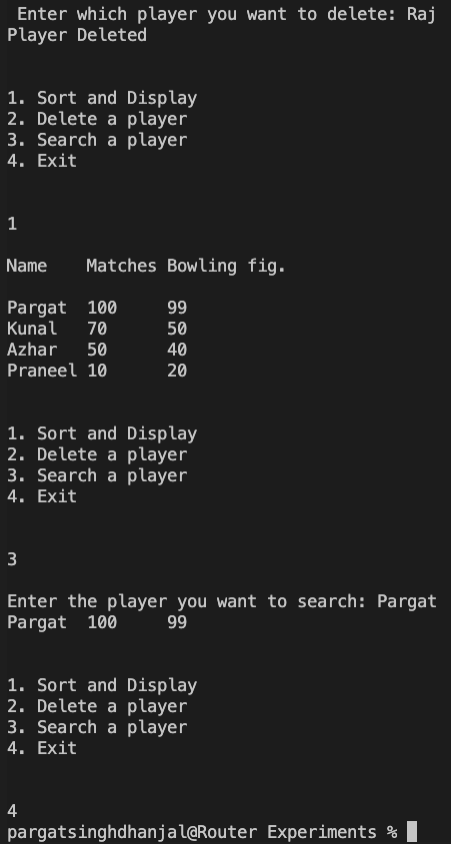 Enter which player you want to delete: Raj
Player Deleted
1. Sort and Display
2. Delete a player
3. Search a player
4. Exit
1
Name    Matches Bowling fig.
Pargat  100     99
Kunal   70      50
Azhar   50      40
Praneel 10      20
1. Sort and Display
2. Delete a player
3. Search a player
4. Exit
3
Enter the player you want to search: Pargat
Pargat  100     99
1. Sort and Display
2. Delete a player
3. Search a player
4. Exit
4
pargatsinghdhanjal@Router Experiments %